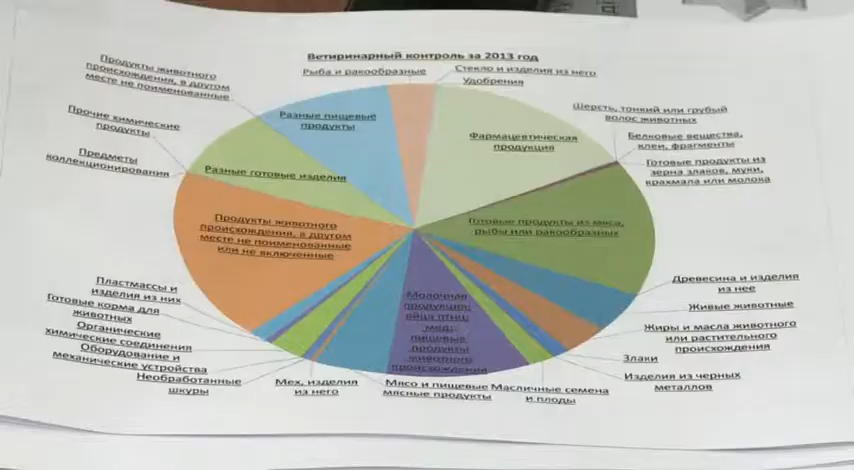 Ветиринарный контроль за 2013 год
Рыба и ракообразные
Стекло и изделия из него
Удобрения
Продукты животного
происхождения, в другом
месте не поименованные
Разные пищевые
продукты
Шерсть, тонкий или грубый
волос животных
Фармацевтическая
продукция
Белковые вещества,
клеи, фрагменты
Прочие химические
продукты
Готовые продукты из
зерна злаков, муки,
крахмала или молока
Предметы
коллекционирования
Разные готовые изделия
Продукты животного
происхождения, в другом
месте не поименованные
или не включенные
Готовые продукты из мяса,
рыбы или ракообразных
Древесина и изделия
из нее
Живые животные
Жиры и масла животного
или растительного
происхождения
Злаки
Изделия из черных
металлов
Масличные семена
и плоды
Молочная
продукция;
яйца птиц;
мед;
пищевые
продукты
животного
происхождения
Мясо и пищевые
мясные продукты
Мех, изделия
из него
Необработанные
шкуры
Оборудование и
механические устройства
Органические
химические соединения
Готовые корма для
животных
Пластмассы и
изделия из них